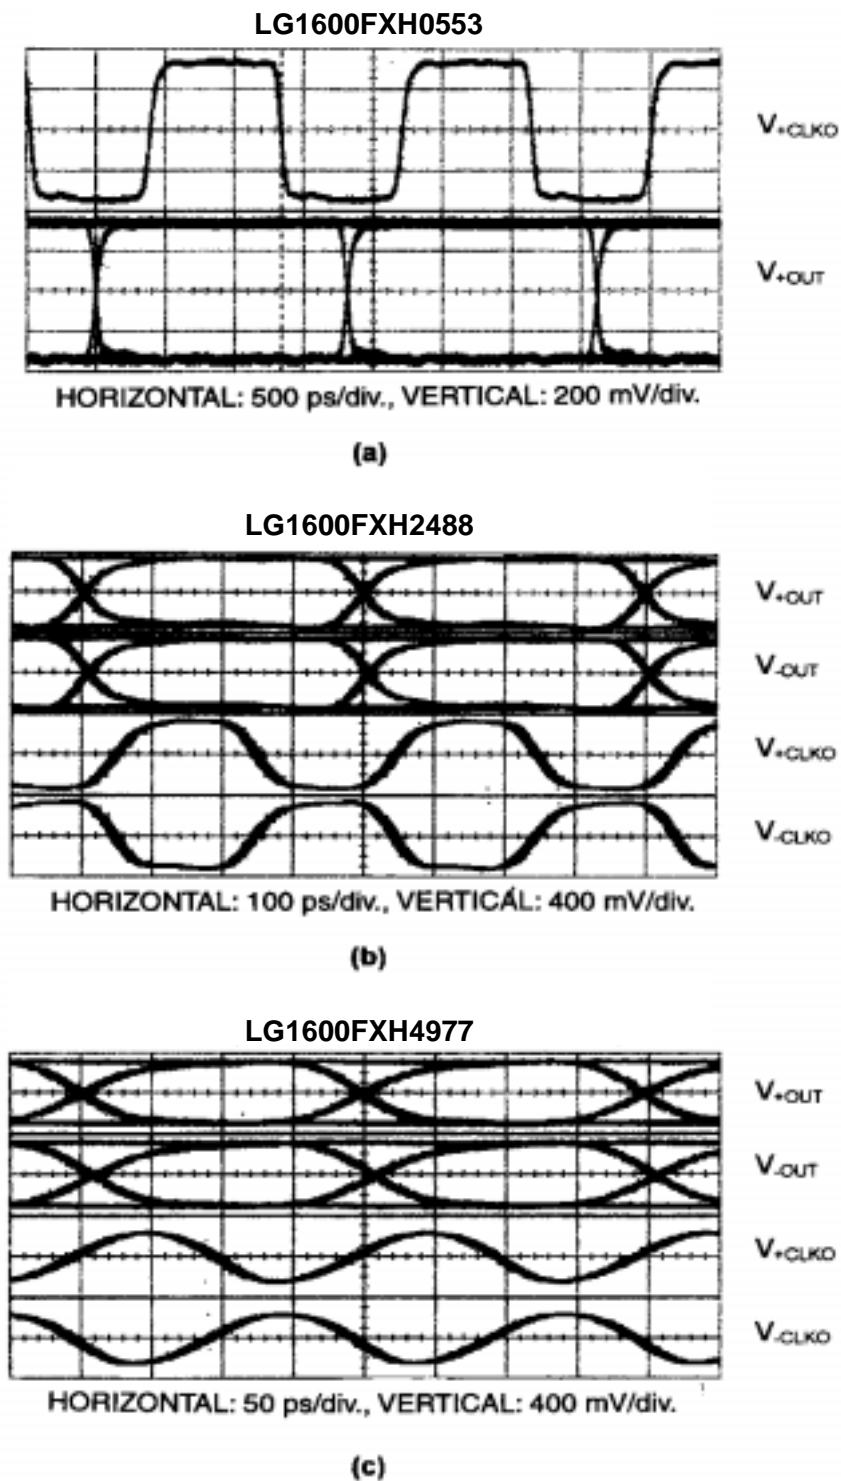 LG1600FXH0553
V+CLKO
V+OUT
HORIZONTAL: 500 ps/div., VERTICAL: 200 mV/div.
(a)
LG1600FXH2488
V+OUT
V-OUT
V+CLKO
V-CLKO
HORIZONTAL: 100 ps/div., VERTICAL: 400 mV/div.
(b)
LG1600FXH4977
V+OUT
V-OUT
V+CLKO
V-CLKO
HORIZONTAL: 50 ps/div., VERTICAL: 400 mV/div.
(c)